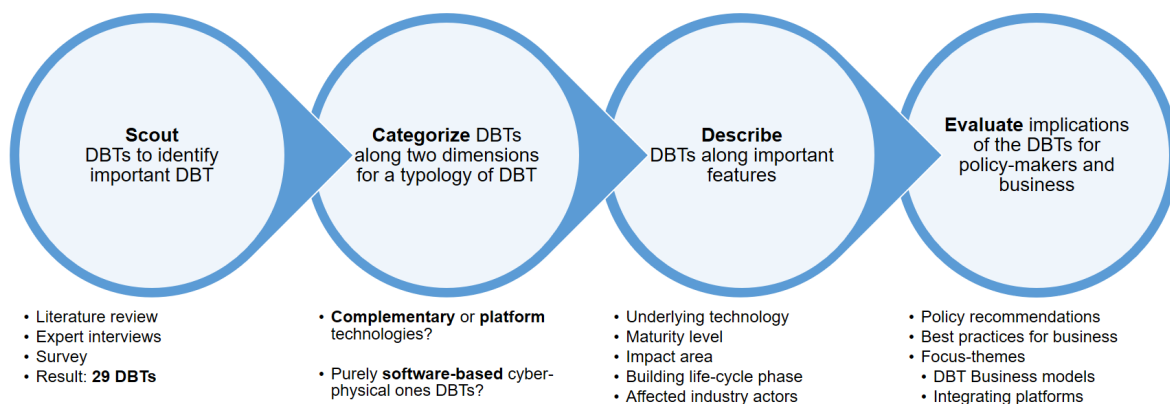 Scout
DBTs to identify
important DBT
Categorize DBTs
along two dimensions
for a typology of DBT
Describe
DBTs along important
features
Evaluate implications
of the DBTs for
policy-makers and
business
• Literature review
• Expert interviews
• Survey
• Result: 29 DBTs
• Complementary or platform
technologies?
• Purely software-based cyber-
physical ones DBTs?
• Underlying technology
• Maturity level
• Impact area
• Building life-cycle phase
• Affected industry actors
• Policy recommendations
• Best practices for business
• Focus-themes
• DBT Business models
• Integrating platforms